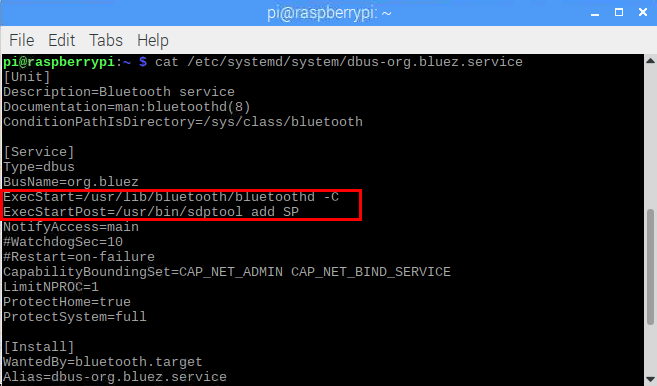 pi@raspberrypi: ~
File Edit Tabs Help
pi@raspberrypi:~ $ cat /etc/systemd/system/dbus-org.bluez.service
[Unit]
Description=Bluetooth service
Documentation=man:bluetoothd(8)
ConditionPathIsDirectory=/sys/class/bluetooth

[Service]
Type=dbus
BusName=org.bluez
ExecStart=/usr/lib/bluetooth/bluetoothd -C
ExecStartPost=/usr/bin/sdptool add SP
NotifyAccess=main
#WatchdogSec=10
#Restart=on-failure
CapabilityBoundingSet=CAP_NET_ADMIN CAP_NET_BIND_SERVICE
LimitNPROC=1
ProtectHome=true
ProtectSystem=full

[Install]
WantedBy=bluetooth.target
Alias=dbus-org.bluez.service